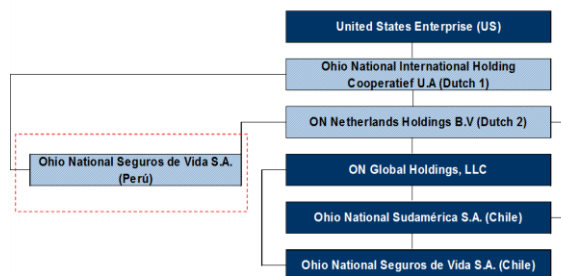 United States Enterprise (US)
Ohio National International Holding
Cooperatief U.A (Dutch 1)
ON Netherlands Holdings B.V (Dutch 2)
Ohio National Seguros de Vida S.A.
(Perú)
ON Global Holdings, LLC
Ohio National Sudamérica S.A. (Chile)
Ohio National Seguros de Vida S.A. (Chile)